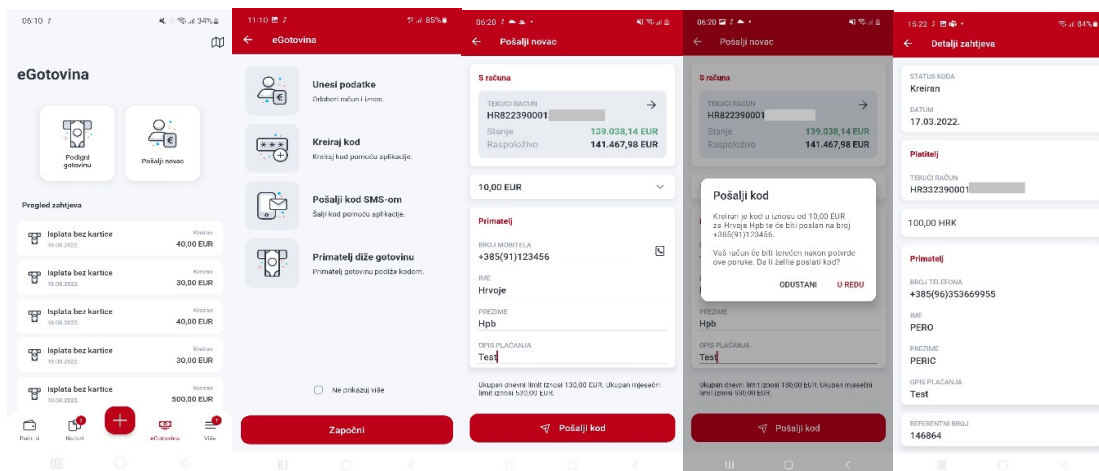 06:10
34%
eGotovina
Podigni
gotovinu
Pošalji novac
Pregled zahtjeva
Isplata bez kartice
Kreiran
18.08.2022.
40,00 EUR
Isplata bez kartice
Kreiran
18.08.2022.
30,00 EUR
Isplata bez kartice
Kreiran
18.08.2022.
40,00 EUR
Isplata bez kartice
Kreiran
18.08.2022.
30,00 EUR
Isplata bez kartice
Kreiran
10.08.2022.
500,00 EUR
Nalozi
eGotovina
Više
11:10
85%
eGotovina
Unesi podatke
Odaberi račun i iznos.
Kreiraj kod
Kreiraj kod pomoću aplikacije.
Pošalji kod SMS-om
Šalji kod pomoću aplikacije.
Primatelj diže gotovinu
Primatelj gotovinu podiže kodom.
Ne prikazuj više
Započni
06:20
Pošalji novac
S računa
TEKUĆI RAČUN
HR822390001
Stanje
139.038,14 EUR
Raspoloživo
141.467,98 EUR
10,00 EUR
Primatelj
BROJ MOBITELA
+385(91)123456
IME
Hrvoje
PREZIME
Hpb
OPIS PLAĆANJA
Test
Ukupan dnevni limit iznosi 130,00 EUR. Ukupan mjesečni
limit iznosi 530,00 EUR.
Pošalji kod
06:20
Pošalji novac
S računa
TEKUĆI RAČUN
HR822390001
Stanje
139.038,14 EUR
Raspoloživo
141.467,98 EUR
Pošalji kod
Kreiran je kod u iznosu od 10,00 EUR
za Hrvoje Hpb te će biti poslan na broj
+385(91)123456.
Vaš račun će biti terećen nakon potvrde
ove poruke. Da li želite poslati kod?
ODUSTANI
U REDU
PREZIME
Hpb
OPIS PLAĆANJA
Test
Ukupan dnevni limit iznosi 130,00 EUR. Ukupan mjesečni
limit iznosi 530,00 EUR.
Pošalji kod
15:22
84%
Detalji zahtjeva
STATUS KODA
Kreiran
DATUM
17.03.2022.
Platitelj
TEKUĆI RAČUN
HR332390001
100,00 HRK
Primatelj
BROJ TELEFONA
+385(96)353669955
IME
PERO
PREZIME
PERIC
OPIS PLAĆANJA
Test
REFERENTNI BROJ
146864